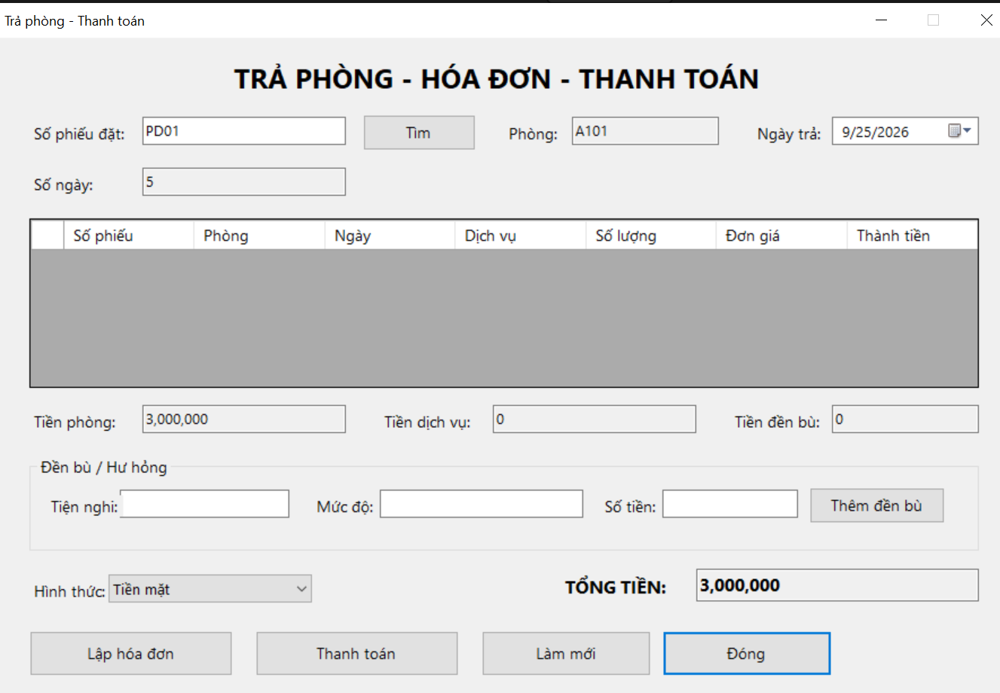 Trả phòng - Thanh toán
TRẢ PHÒNG - HÓA ĐƠN - THANH TOÁN
Số phiếu đặt: PD01 Tìm Phòng: A101 Ngày trả: 9/25/2026
Số ngày: 5
Số phiếu Phòng Ngày Dịch vụ Số lượng Đơn giá Thành tiền
Tiền phòng: 3,000,000 Tiền dịch vụ: 0 Tiền đền bù: 0
Đền bù / Hư hỏng
Tiện nghi: Mức độ: Số tiền: Thêm đền bù
Hình thức: Tiền mặt TỔNG TIỀN: 3,000,000
Lập hóa đơn Thanh toán Làm mới Đóng